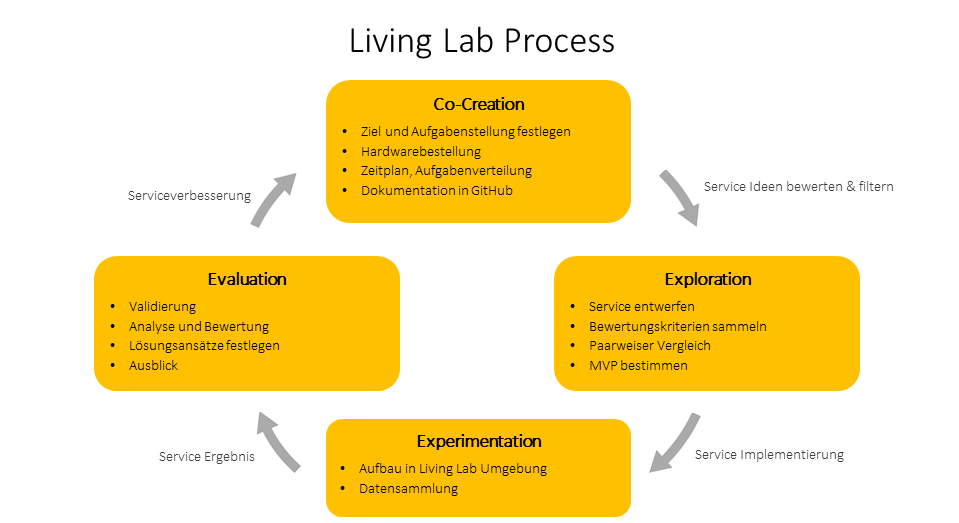 Living Lab Process
Co-Creation
• Ziel und Aufgabenstellung festlegen
• Hardwarebestellung
• Zeitplan, Aufgabenverteilung
• Dokumentation in GitHub
Service Ideen bewerten & filtern
Exploration
• Service entwerfen
• Bewertungskriterien sammeln
• Paarweiser Vergleich
• MVP bestimmen
Service Implementierung
Experimentation
• Aufbau in Living Lab Umgebung
• Datensammlung
Service Ergebnis
Evaluation
• Validierung
• Analyse und Bewertung
• Lösungsansätze festlegen
• Ausblick
Serviceverbesserung